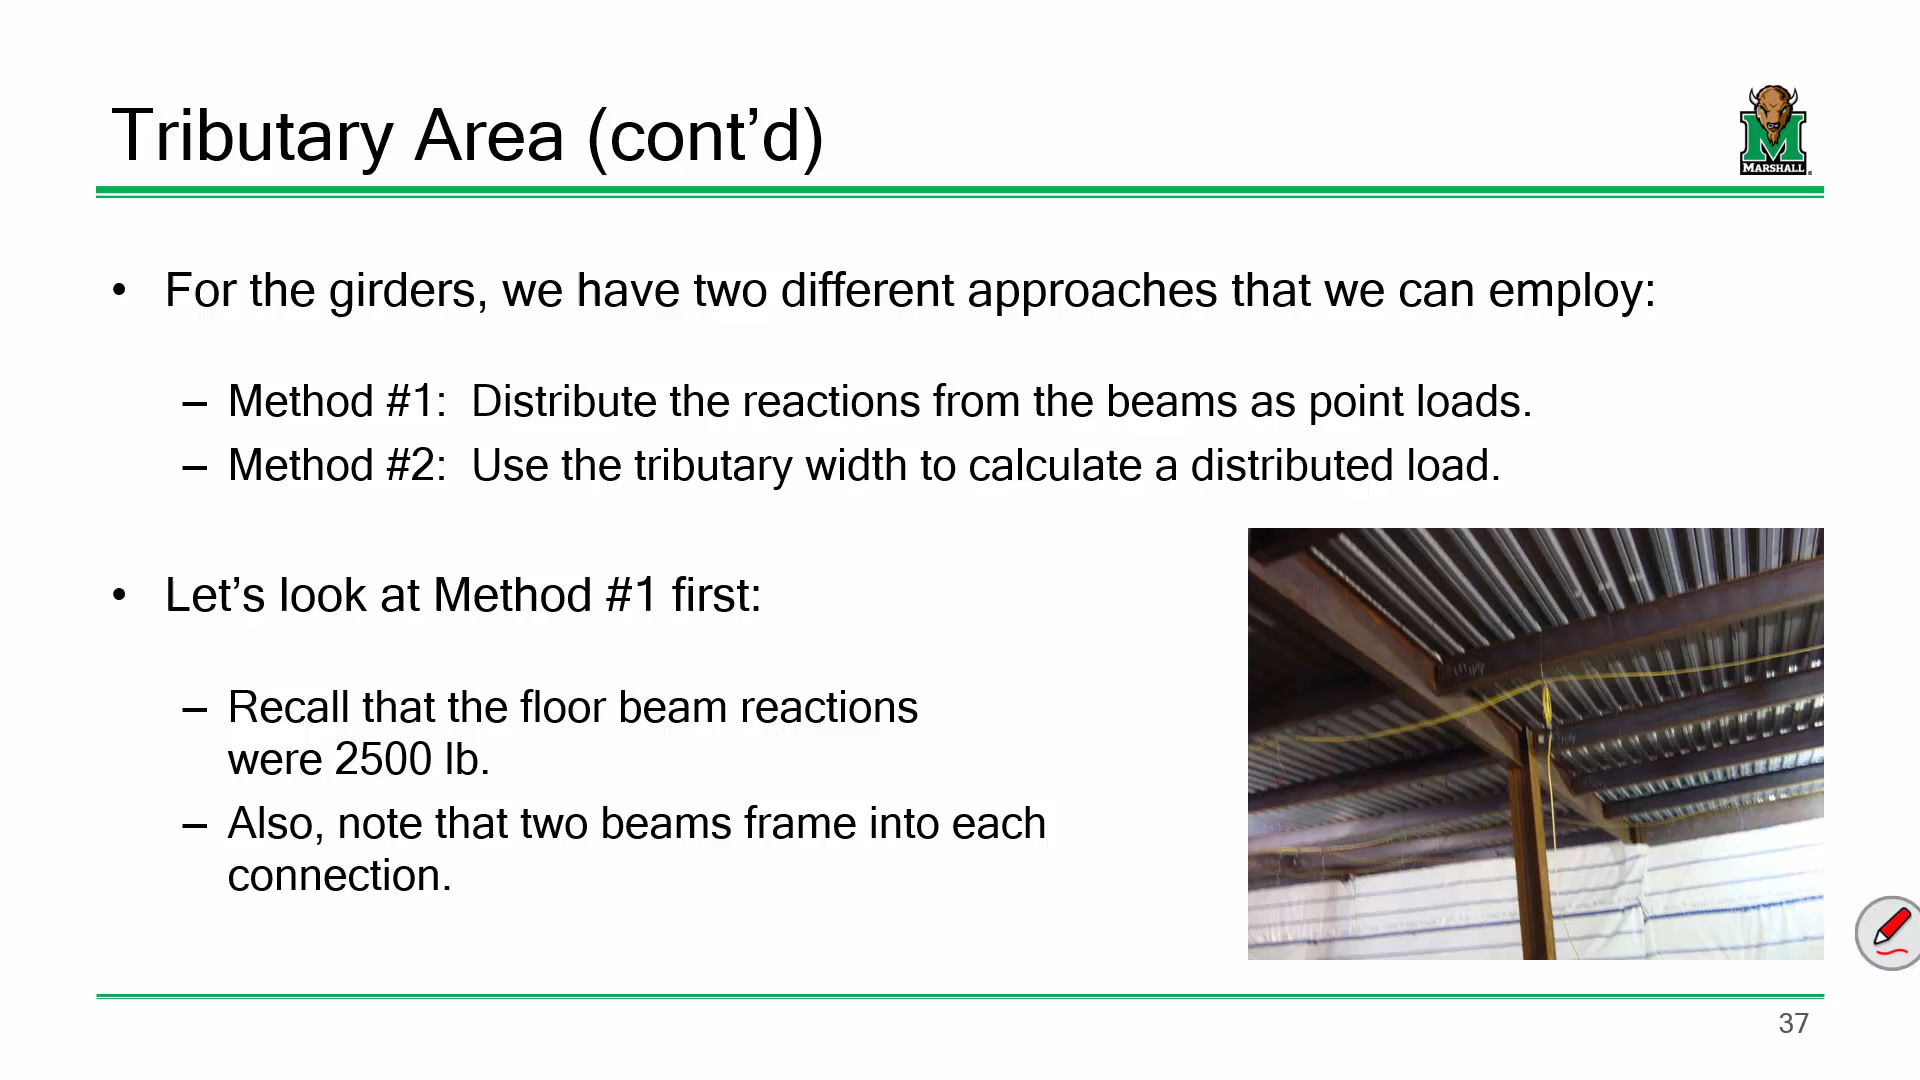 Tributary Area (cont’d)
MARSHALL
• For the girders, we have two different approaches that we can employ:
– Method #1: Distribute the reactions from the beams as point loads.
– Method #2: Use the tributary width to calculate a distributed load.
• Let’s look at Method #1 first:
– Recall that the floor beam reactions
were 2500 lb.
– Also, note that two beams frame into each
connection.
37